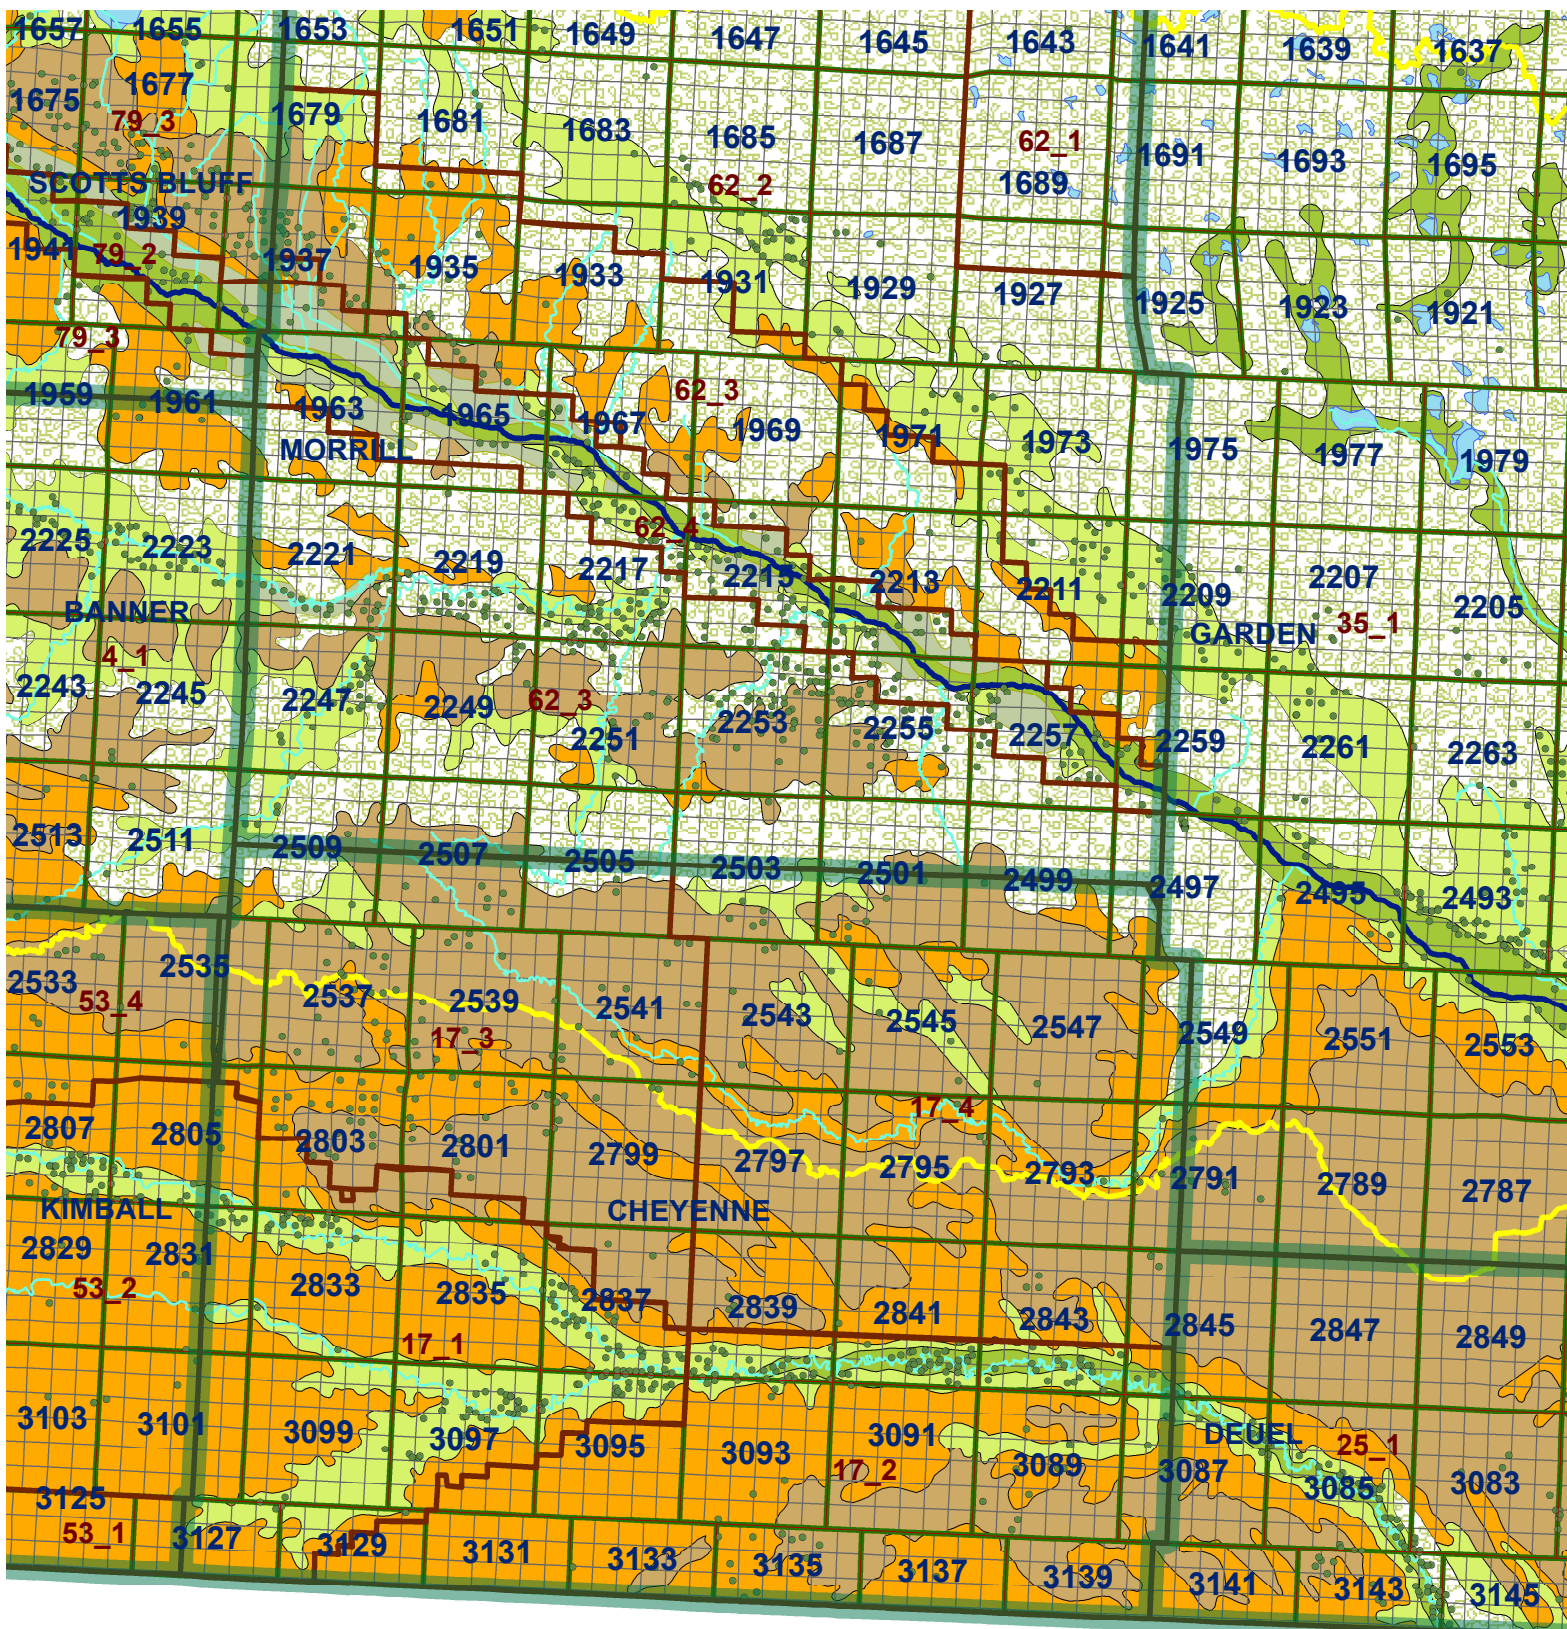 1657 1655 1653 1651 1649 1647 1645 1643 1641 1639 1637
1675 1677 1679 1681 1683 1685 1687 62_1 1691 1693 1695
79_3 62_2 1689
SCOTTS BLUFF
1939
1941 79_2 1937 1935 1933 1931 1929 1927 1925 1923 1921
79_3
1959 1961 1963 1965 1967 62_3 1969 1971 1973 1975 1977 1979
MORRILL
2225 2223 2221 2219 2217 62_4 2215 2213 2211 2209 2207 2205
BANNER GARDEN 35_1
4_1
2243 2245 2247 2249 62_3 2251 2253 2255 2257 2259 2261 2263
2513 2511 2509 2507 2505 2503 2501 2499 2497 2495 2493
2533 53_4 2535 2537 2539 2541 2543 2545 2547 2549 2551 2553
17_3
17_4
2807 2805 2803 2801 2799 2797 2795 2793 2791 2789 2787
KIMBALL CHEYENNE
2829 2831 2833 2835 2837 2839 2841 2843 2845 2847 2849
53_2
17_1
3103 3101 3099 3097 3095 3093 3091 3089 3087 3085 3083
DEUEL 25_1
17_2
3125
53_1 3127 3129 3131 3133 3135 3137 3139 3141 3143 3145